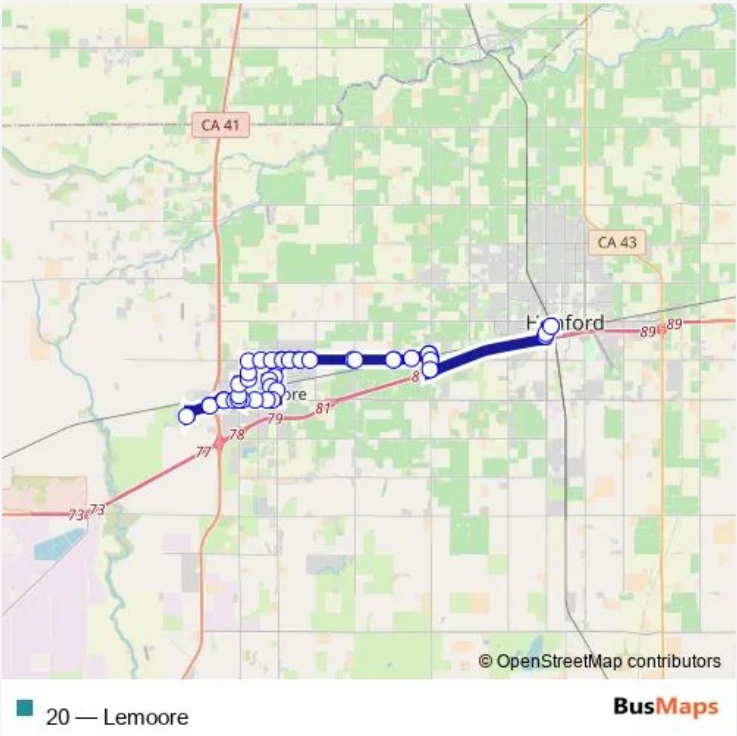 CA 41
CA 43
89 89
81
79
78
77
73 73
© OpenStreetMap contributors
20 — Lemoore
BusMaps